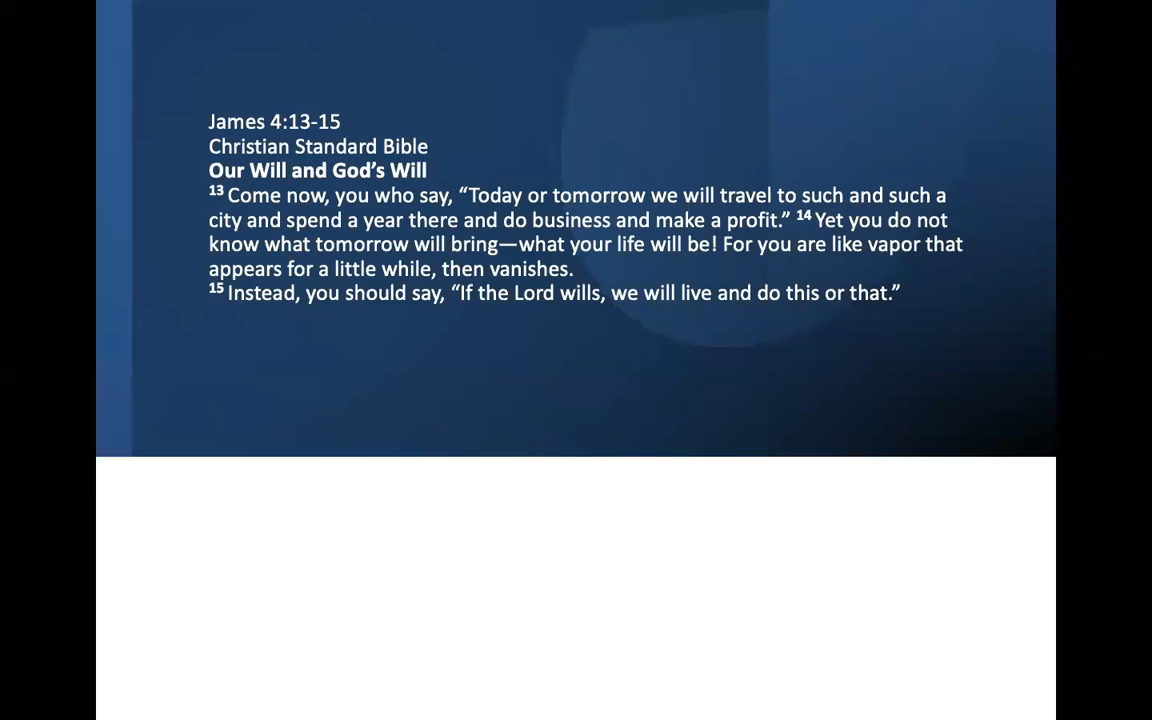 James 4:13-15
Christian Standard Bible
Our Will and God’s Will
13 Come now, you who say, “Today or tomorrow we will travel to such and such a
city and spend a year there and do business and make a profit.” 14 Yet you do not
know what tomorrow will bring—what your life will be! For you are like vapor that
appears for a little while, then vanishes.
15 Instead, you should say, “If the Lord wills, we will live and do this or that.”